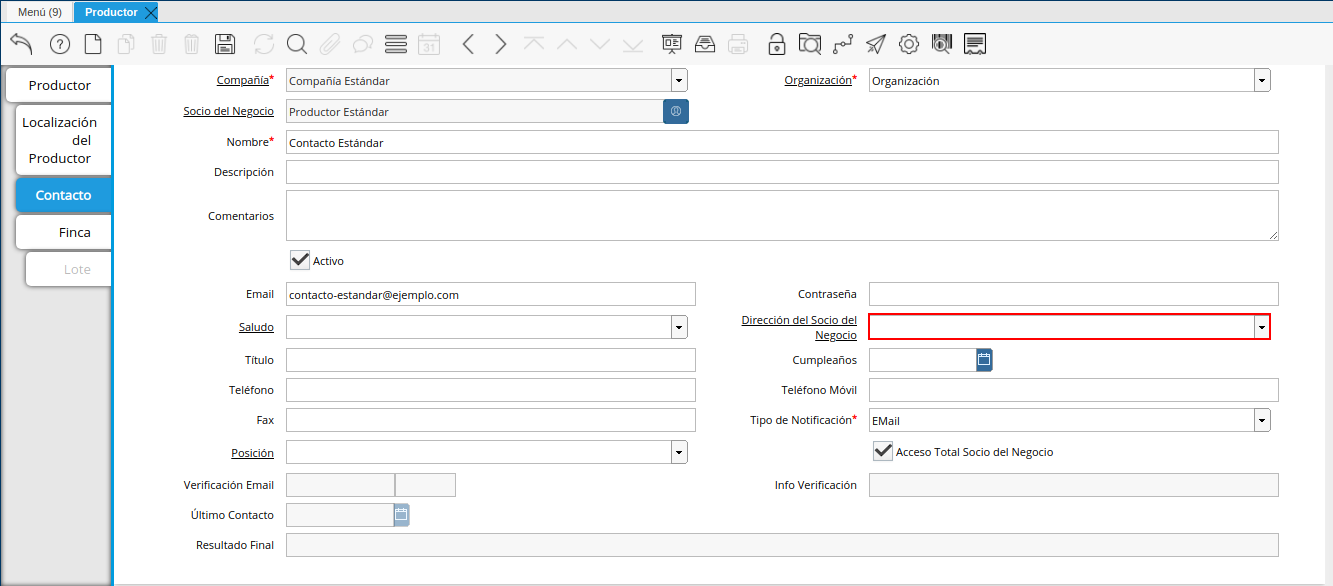 Menú (9)
Productor
31
Productor
Localización
del
Productor
Contacto
Finca
Lote
Compañía* Compañía Estándar
Organización* Organización
Socio del Negocio Productor Estándar
Nombre* Contacto Estándar
Descripción
Comentarios
Activo
Email contacto-estandar@ejemplo.com
Contraseña
Saludo
Dirección del Socio del
Negocio
Título
Cumpleaños
Teléfono
Teléfono Móvil
Fax
Tipo de Notificación* EMail
Posición
Acceso Total Socio del Negocio
Verificación Email
Info Verificación
Último Contacto
Resultado Final